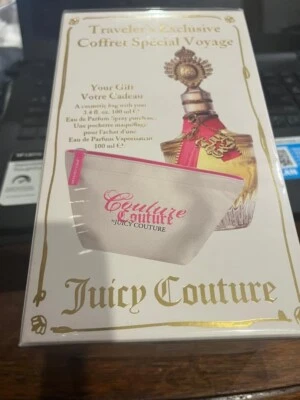 Travelers Exclusive
Coffret Special Voyage
Your Gift
Votre Cadeau
A cosmetic bag with your
3.4 fl. oz. 100 ml ℮
Eau de Parfum Spray purchase.
Une pochette maquillage
pour l'achat d'une
Eau de Parfum Vaporisateur
100 ml ℮
Couture
Couture
BY JUICY COUTURE
Juicy Couture